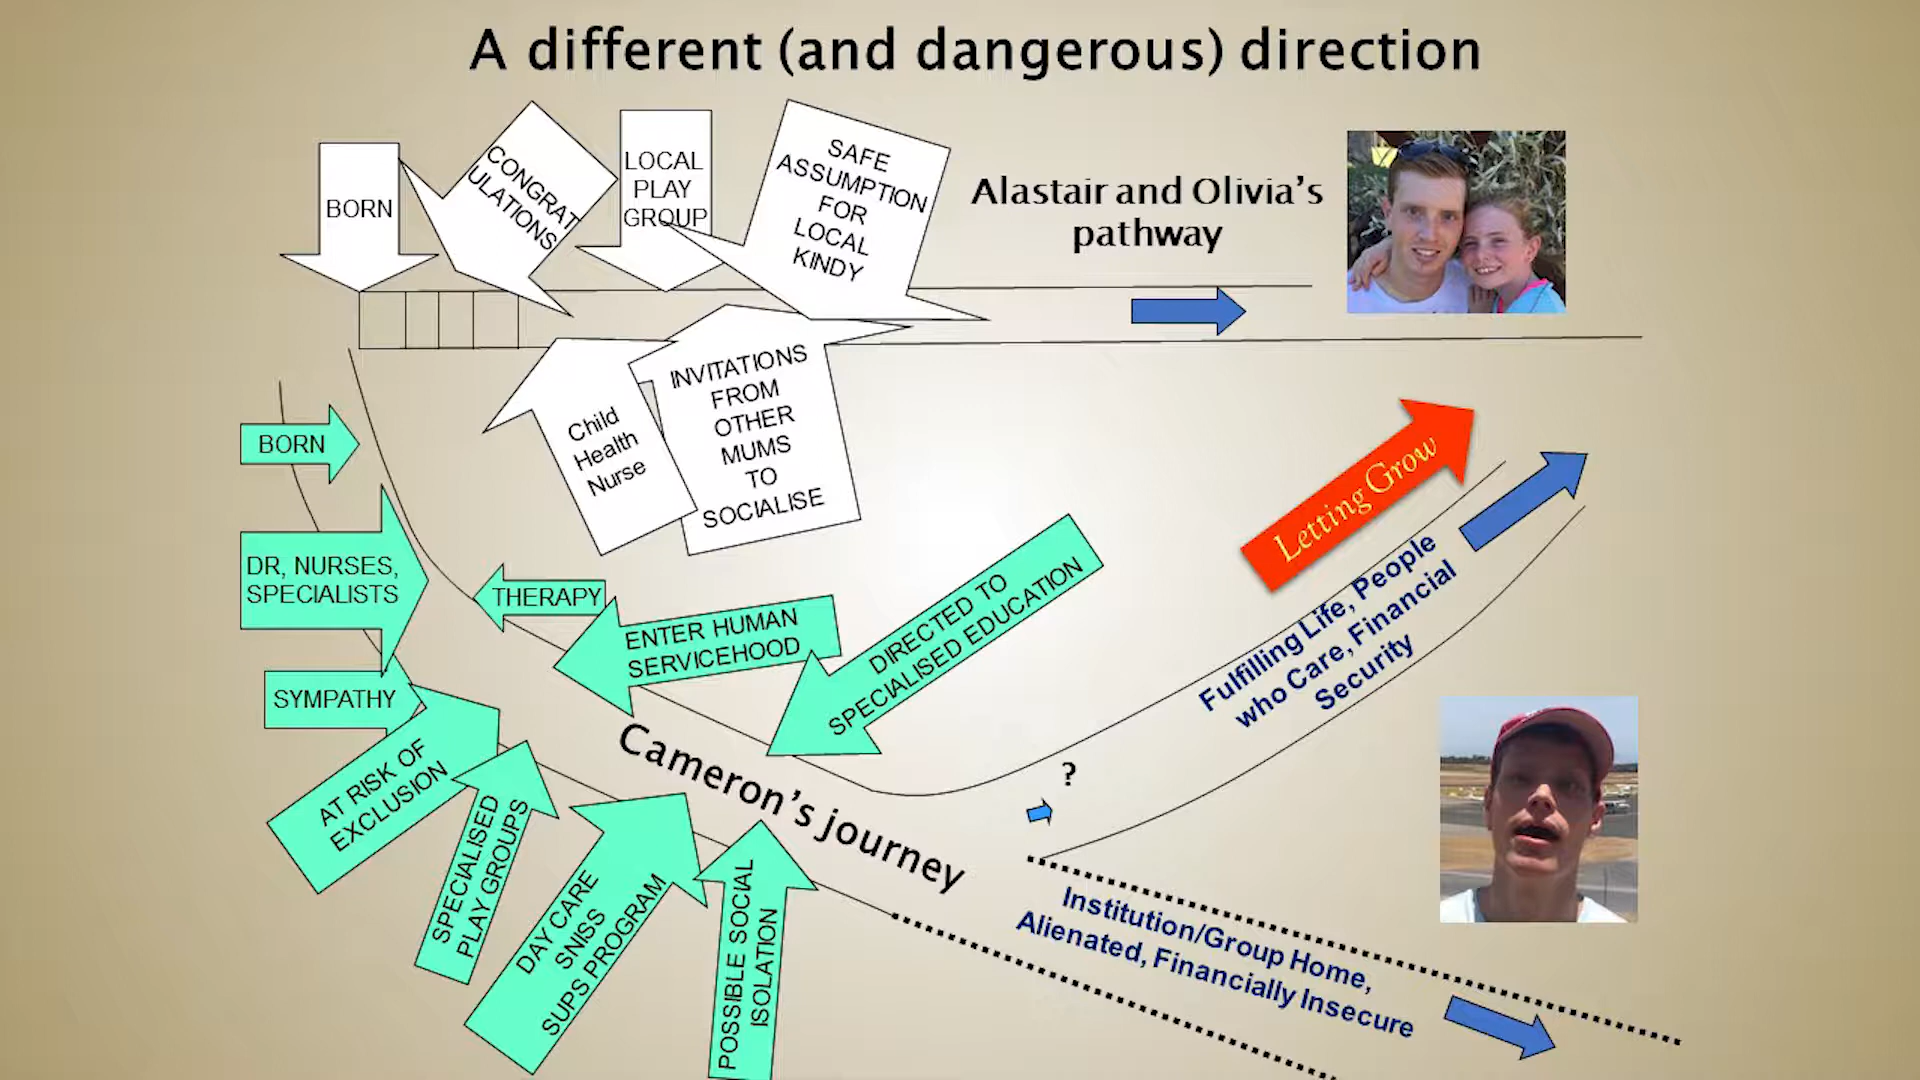 A different (and dangerous) direction
BORN
CONGRAT
ULATIONS
LOCAL
PLAY
GROUP
SAFE
ASSUMPTION
FOR
LOCAL
KINDY
Alastair and Olivia's
pathway
Child
Health
Nurse
INVITATIONS
FROM
OTHER
MUMS
TO
SOCIALISE
BORN
DR, NURSES,
SPECIALISTS
THERAPY
ENTER HUMAN
SERVICEHOOD
DIRECTED TO
SPECIALISED EDUCATION
Letting Grow
Fulfilling Life, People
who Care, Financial
Security
SYMPATHY
AT RISK OF
EXCLUSION
SPECIALISED
PLAY GROUPS
DAY CARE
SNISS
SUPS PROGRAM
POSSIBLE SOCIAL
ISOLATION
Cameron's journey
?
Institution/Group Home,
Alienated, Financially Insecure